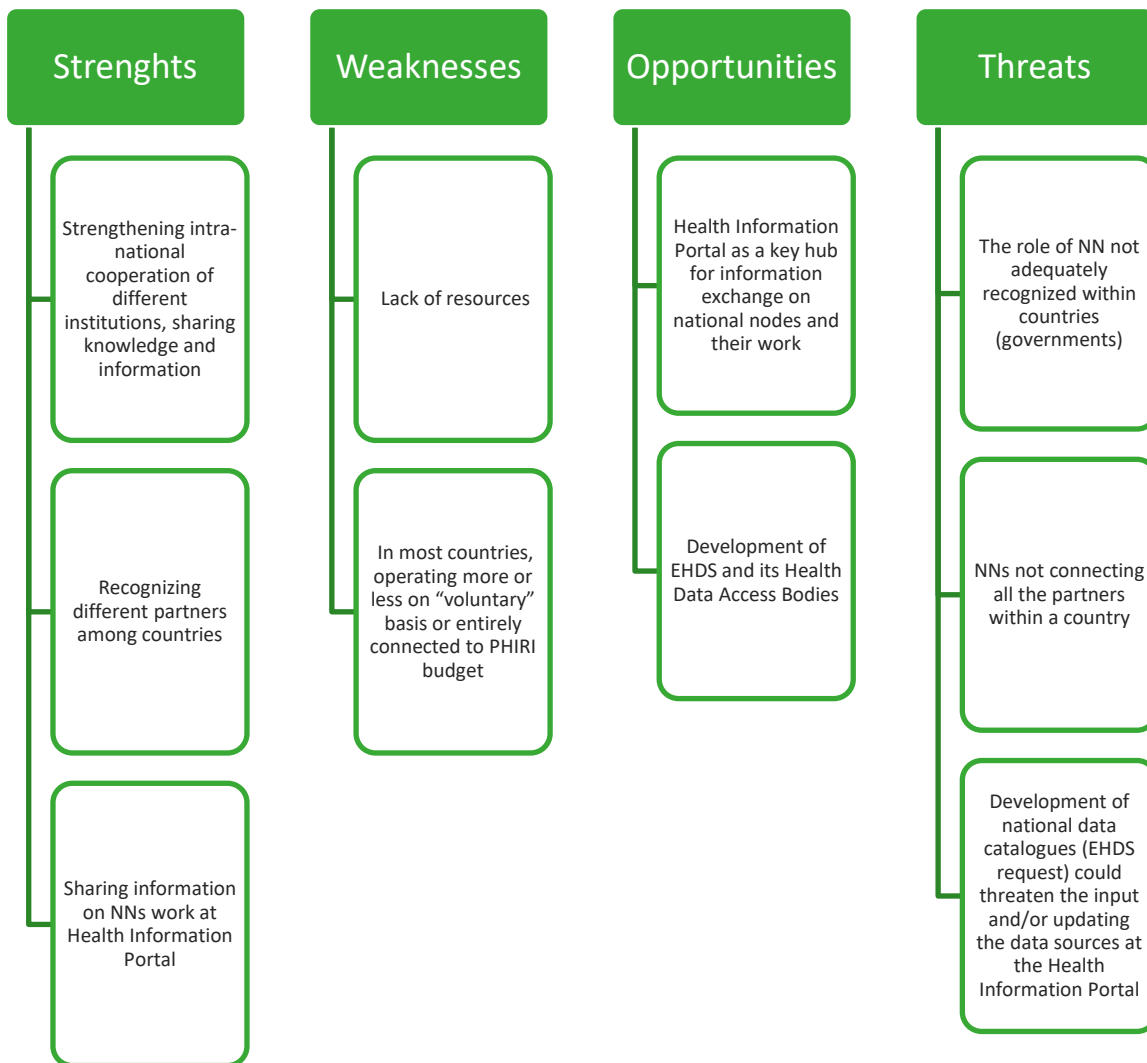 Strenghts
Strengthening intra-
national
cooperation of
different
institutions, sharing
knowledge and
information
Recognizing
different partners
among countries
Sharing information
on NNs work at
Health Information
Portal
Weaknesses
Lack of resources
In most countries,
operating more or
less on “voluntary”
basis or entirely
connected to PHIRI
budget
Opportunities
Health Information
Portal as a key hub
for information
exchange on
national nodes and
their work
Development of
EHDS and its Health
Data Access Bodies
Threats
The role of NN not
adequately
recognized within
countries
(governments)
NNs not connecting
all the partners
within a country
Development of
national data
catalogues (EHDS
request) could
threaten the input
and/or updating
the data sources at
the Health
Information Portal